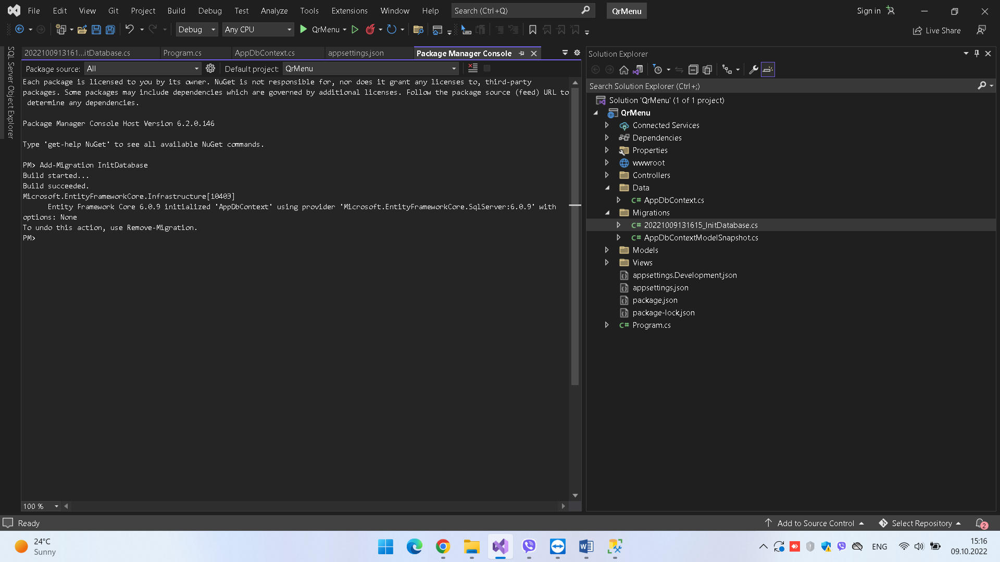 File Edit View Git Project Build Debug Test Analyze Tools Extensions Window Help Search (Ctrl+Q) QrMenu Sign in
Debug Any CPU QrMenu Live Share
SQL Server Object Explorer
2022100913161...itDatabase.cs Program.cs AppDbContext.cs appsettings.json Package Manager Console
Package source: All Default project: QrMenu
Each package is licensed to you by its owner. NuGet is not responsible for, nor does it grant any licenses to, third-party
packages. Some packages may include dependencies which are governed by additional licenses. Follow the package source (feed) URL to
determine any dependencies.
Package Manager Console Host Version 6.2.0.146
Type 'get-help NuGet' to see all available NuGet commands.
PM> Add-Migration InitDatabase
Build started...
Build succeeded.
Microsoft.EntityFrameworkCore.Infrastructure[10403]
Entity Framework Core 6.0.9 initialized 'AppDbContext' using provider 'Microsoft.EntityFrameworkCore.SqlServer:6.0.9' with
options: None
To undo this action, use Remove-Migration.
PM>
100 %
Solution Explorer
Search Solution Explorer (Ctrl+;)
Solution 'QrMenu' (1 of 1 project)
QrMenu
Connected Services
Dependencies
Properties
wwwroot
Controllers
Data
C# AppDbContext.cs
Migrations
C# 20221009131615_InitDatabase.cs
C# AppDbContextModelSnapshot.cs
Models
Views
appsettings.Development.json
appsettings.json
package.json
package-lock.json
C# Program.cs
Ready Add to Source Control Select Repository 2
24°C
Sunny
ENG
15:16
09.10.2022